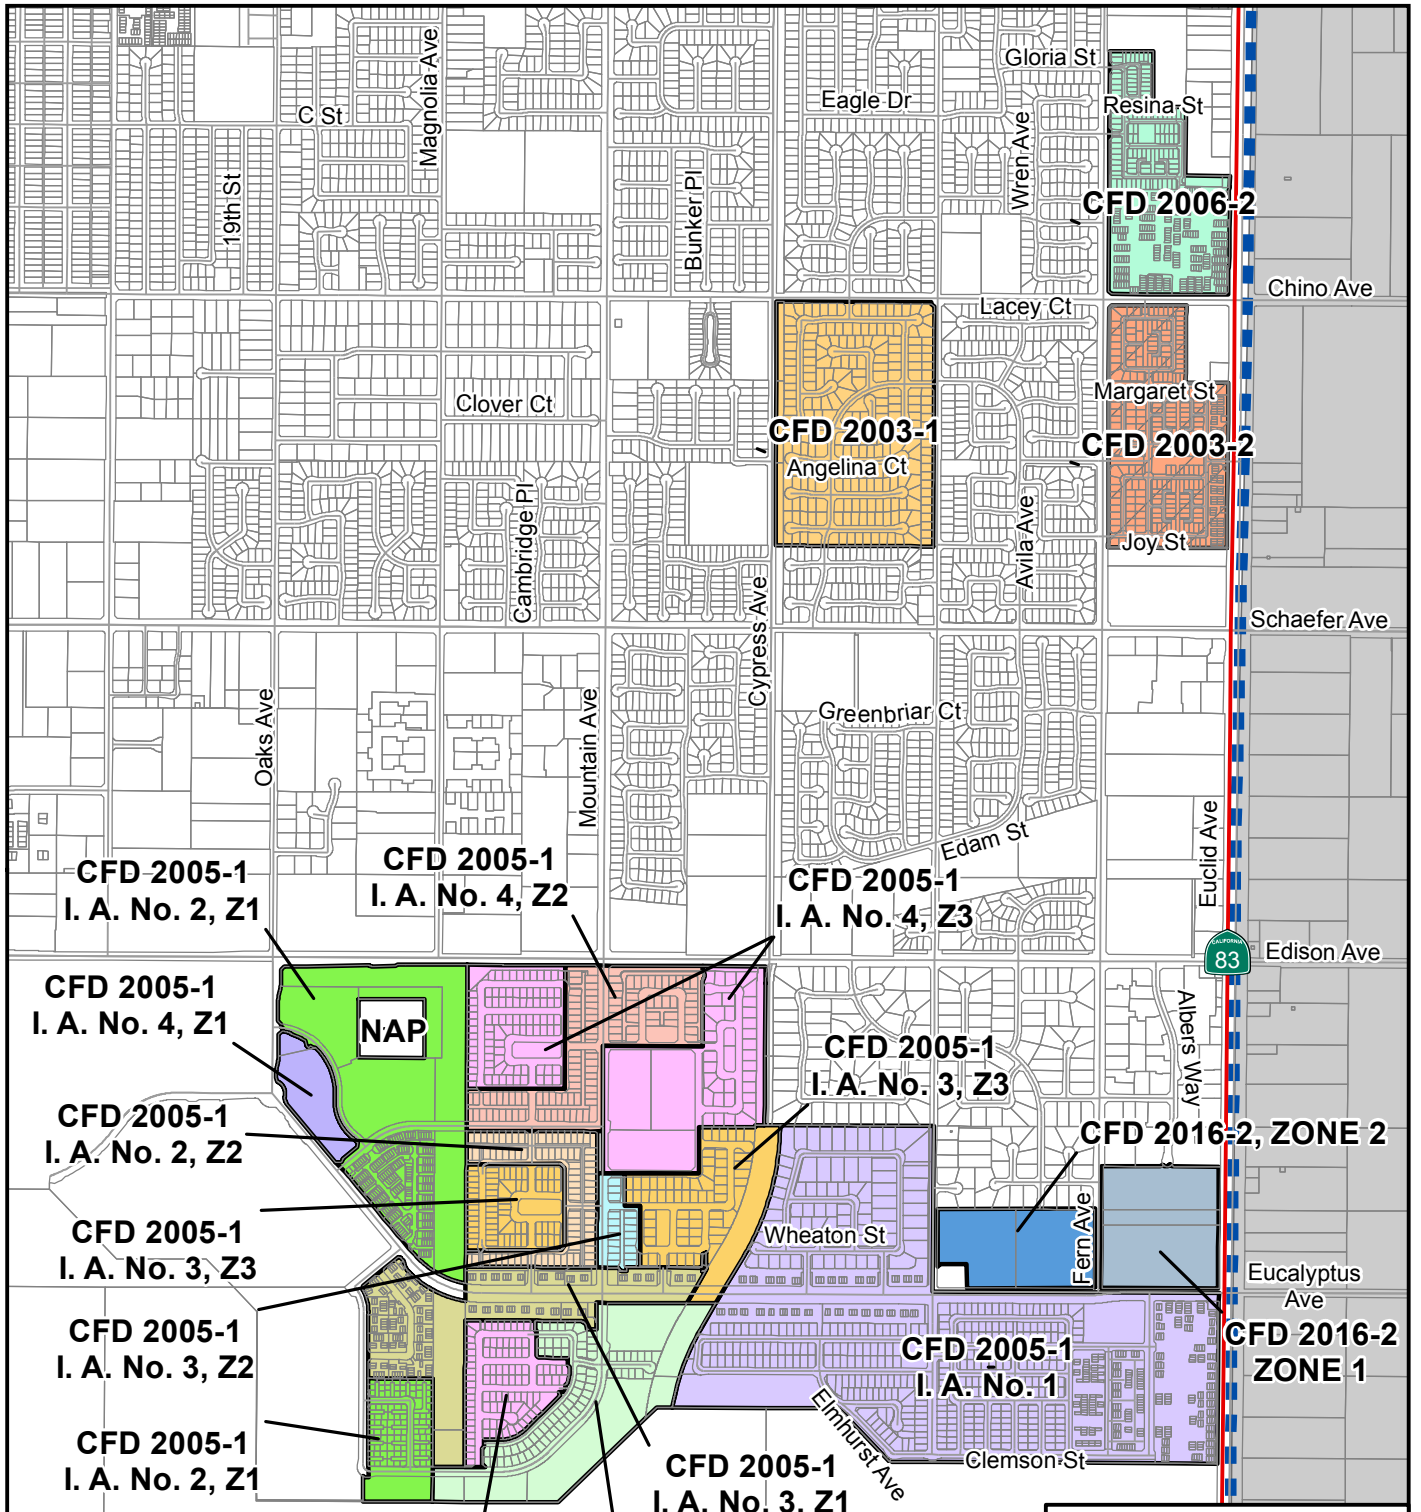 Gloria St
Magnolia Ave
C St
Eagle Dr
Resina St
Wren Ave
19th St
Bunker Pl
CFD 2006-2
Chino Ave
Lacey Ct
Clover Ct
Margaret St
CFD 2003-1
CFD 2003-2
Angelina Ct
Cambridge Pl
Avila Ave
Joy St
Cypress Ave
Schaefer Ave
Oaks Ave
Mountain Ave
Greenbriar Ct
Edam St
Euclid Ave
CFD 2005-1
I. A. No. 2, Z1
CFD 2005-1
I. A. No. 4, Z2
CFD 2005-1
I. A. No. 4, Z3
CALIFORNIA
83
Edison Ave
CFD 2005-1
I. A. No. 4, Z1
NAP
Albers Way
CFD 2005-1
I. A. No. 3, Z3
CFD 2005-1
I. A. No. 2, Z2
CFD 2016-2, ZONE 2
CFD 2005-1
I. A. No. 3, Z3
Wheaton St
Fern Ave
Eucalyptus
Ave
CFD 2005-1
I. A. No. 3, Z2
CFD 2005-1
I. A. No. 1
CFD 2016-2
ZONE 1
Elmhurst Ave
CFD 2005-1
I. A. No. 2, Z1
Clemson St
CFD 2005-1
I. A. No. 3, Z1